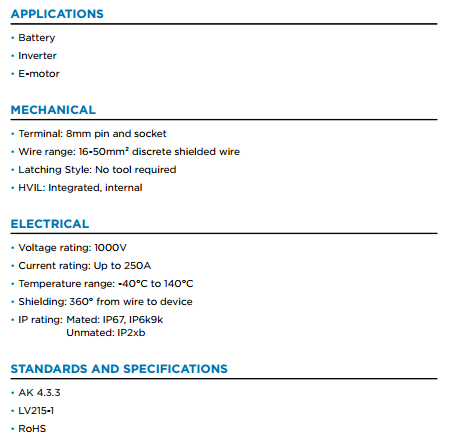 APPLICATIONS
• Battery
• Inverter
• E-motor
MECHANICAL
• Terminal: 8mm pin and socket
• Wire range: 16-50mm² discrete shielded wire
• Latching Style: No tool required
• HVIL: Integrated, internal
ELECTRICAL
• Voltage rating: 1000V
• Current rating: Up to 250A
• Temperature range: -40°C to 140°C
• Shielding: 360° from wire to device
• IP rating: Mated: IP67, IP6k9k
Unmated: IP2xb
STANDARDS AND SPECIFICATIONS
• AK 4.3.3
• LV215-1
• RoHS